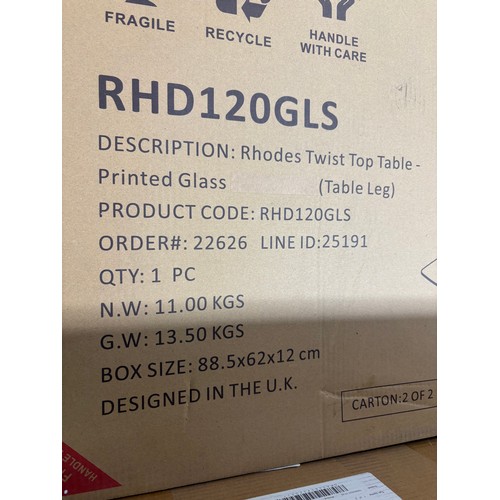 FRAGILE RECYCLE HANDLE
WITH CARE
RHD120GLS
DESCRIPTION: Rhodes Twist Top Table -
Printed Glass (Table Leg)
PRODUCT CODE: RHD120GLS
ORDER#: 22626 LINE ID:25191
QTY: 1 PC
N.W: 11.00 KGS
G.W: 13.50 KGS
BOX SIZE: 88.5x62x12 cm
DESIGNED IN THE U.K.
CARTON:2 OF 2
HANDLE